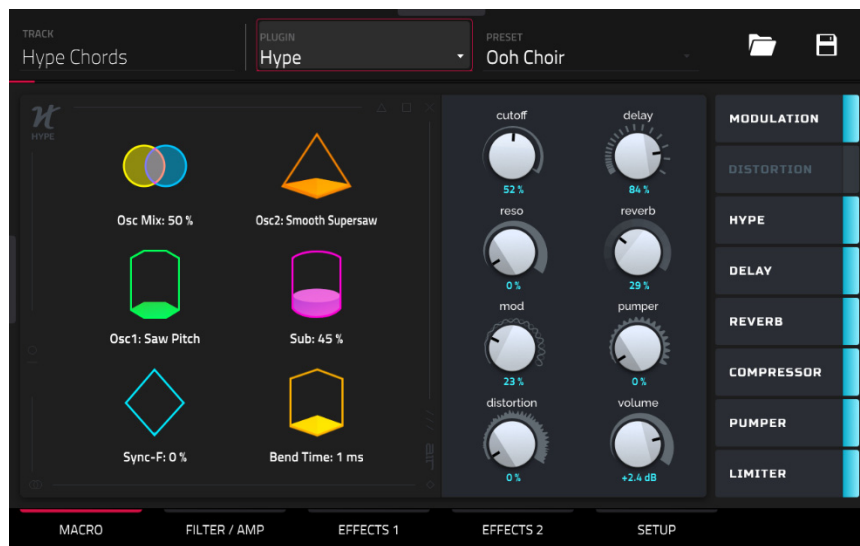 TRACK
Hype Chords
PLUGIN
Hype
PRESET
Ooh Choir
HYPE
Osc Mix: 50 %
Osc2: Smooth Supersaw
Osc1: Saw Pitch
Sub: 45 %
Sync-F: 0 %
Bend Time: 1 ms
cutoff
delay
52 %
84 %
reso
reverb
0 %
29 %
mod
pumper
23 %
0 %
distortion
volume
0 %
+2.4 dB
MODULATION
DISTORTION
HYPE
DELAY
REVERB
COMPRESSOR
PUMPER
LIMITER
MACRO
FILTER / AMP
EFFECTS 1
EFFECTS 2
SETUP